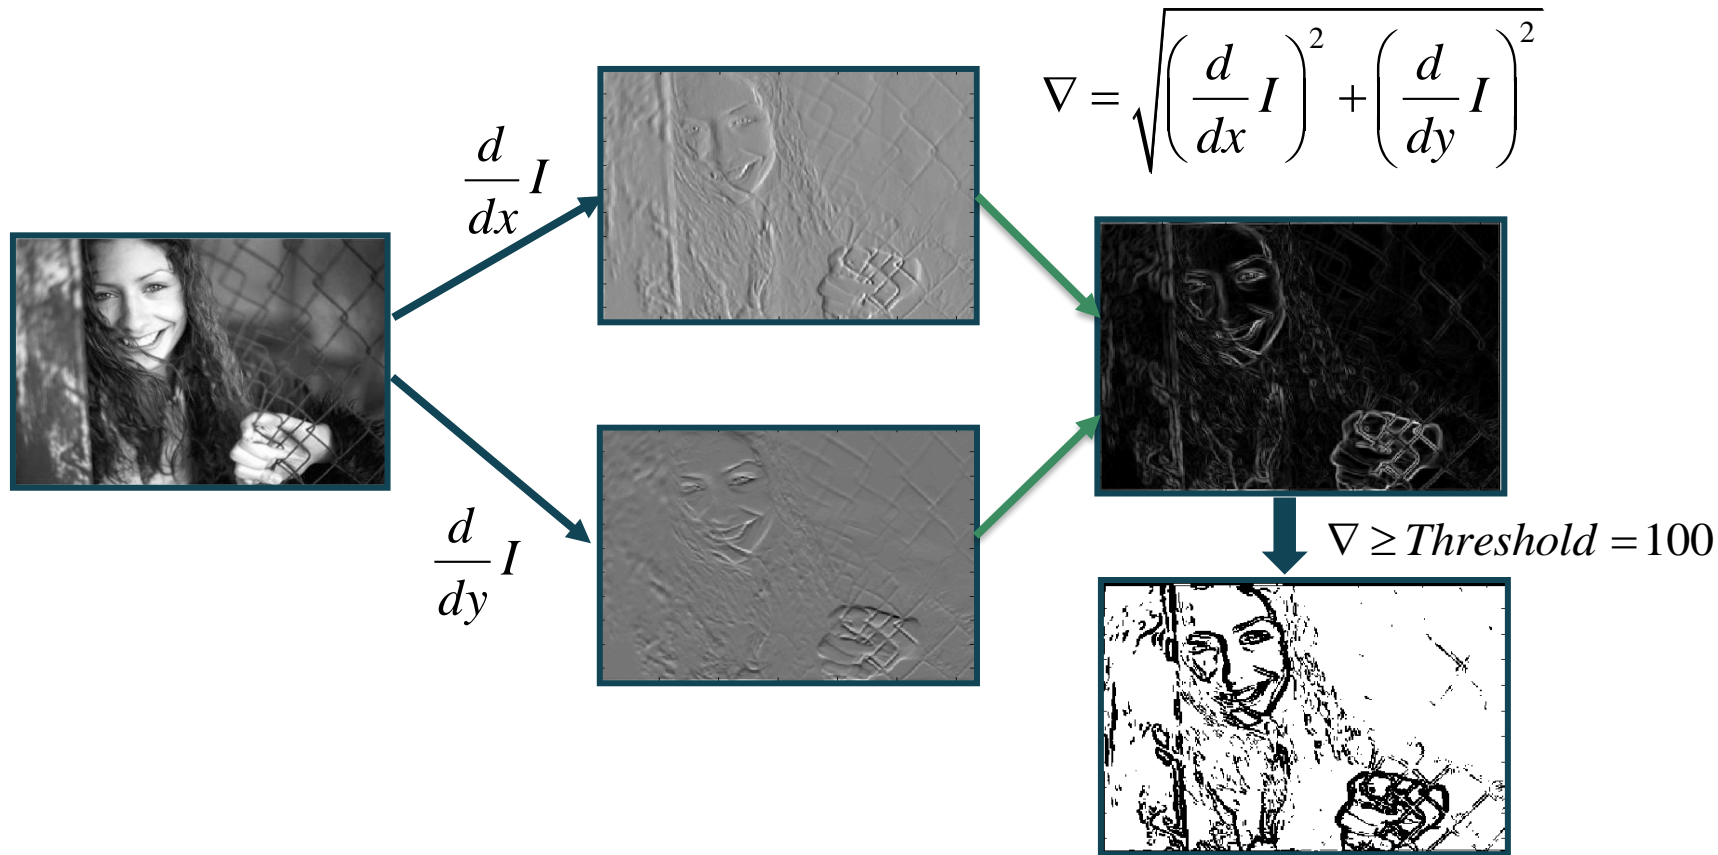 d/dx I
d/dy I
∇ = √((d/dx I)² + (d/dy I)²)
∇ ≥ Threshold = 100